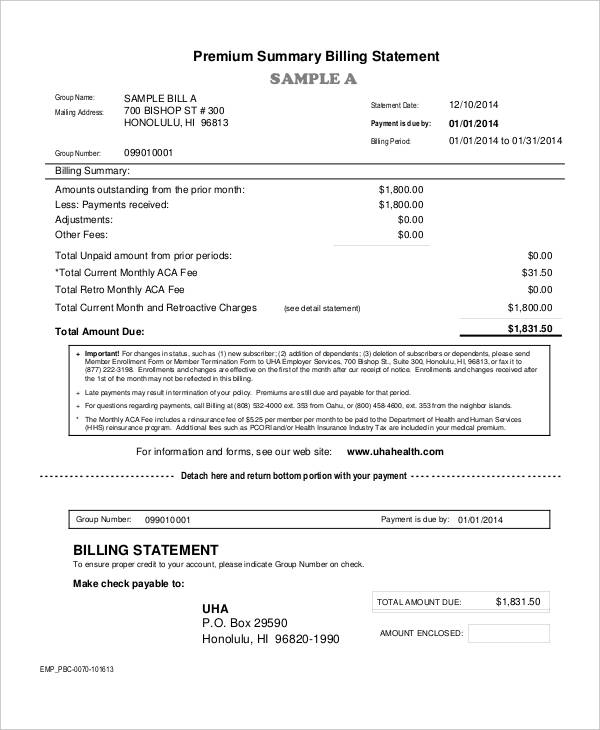 Premium Summary Billing Statement
SAMPLE A
Group Name: SAMPLE BILL A
Mailing Address: 700 BISHOP ST # 300
HONOLULU, HI 96813
Statement Date: 12/10/2014
Payment is due by: 01/01/2014
Billing Period: 01/01/2014 to 01/31/2014
Group Number: 099010001
Billing Summary:
Amounts outstanding from the prior month: $1,800.00
Less: Payments received: $1,800.00
Adjustments: $0.00
Other Fees: $0.00
Total Unpaid amount from prior periods: $0.00
*Total Current Monthly ACA Fee $31.50
Total Retro Monthly ACA Fee $0.00
Total Current Month and Retroactive Charges (see detail statement) $1,800.00
Total Amount Due: $1,831.50
+ Important! For changes in status, such as (1) new subscriber; (2) addition of dependents; (3) deletion of subscribers or dependents, please send
Member Enrollment Form or Member Termination Form to UHA Employer Services, 700 Bishop St., Suite 300, Honolulu, HI, 96813, or fax it to
(877) 222-3198. Enrollments and changes are effective on the first of the month after our receipt of notice. Enrollments and changes received after
the 1st of the month may not be reflected in this billing.
+ Late payments may result in termination of your policy. Premiums are still due and payable for that period.
+ For questions regarding payments, call Billing at (808) 532-4000 ext. 353 from Oahu, or (800) 458-4600, ext. 353 from the neighbor islands.
* The Monthly ACA Fee includes a reinsurance fee of $5.25 per member per month to be paid to the Department of Health and Human Services
(HHS) reinsurance program. Additional fees such as PCORI and/or Health Insurance Industry Tax are included in your medical premium.
For information and forms, see our web site: www.uhahealth.com
Detach here and return bottom portion with your payment
Group Number: 099010001 Payment is due by: 01/01/2014
BILLING STATEMENT
To ensure proper credit to your account, please indicate Group Number on check.
Make check payable to:
UHA
P.O. Box 29590
Honolulu, HI 96820-1990
TOTAL AMOUNT DUE: $1,831.50
AMOUNT ENCLOSED:
EMP_PBC-0070-101613